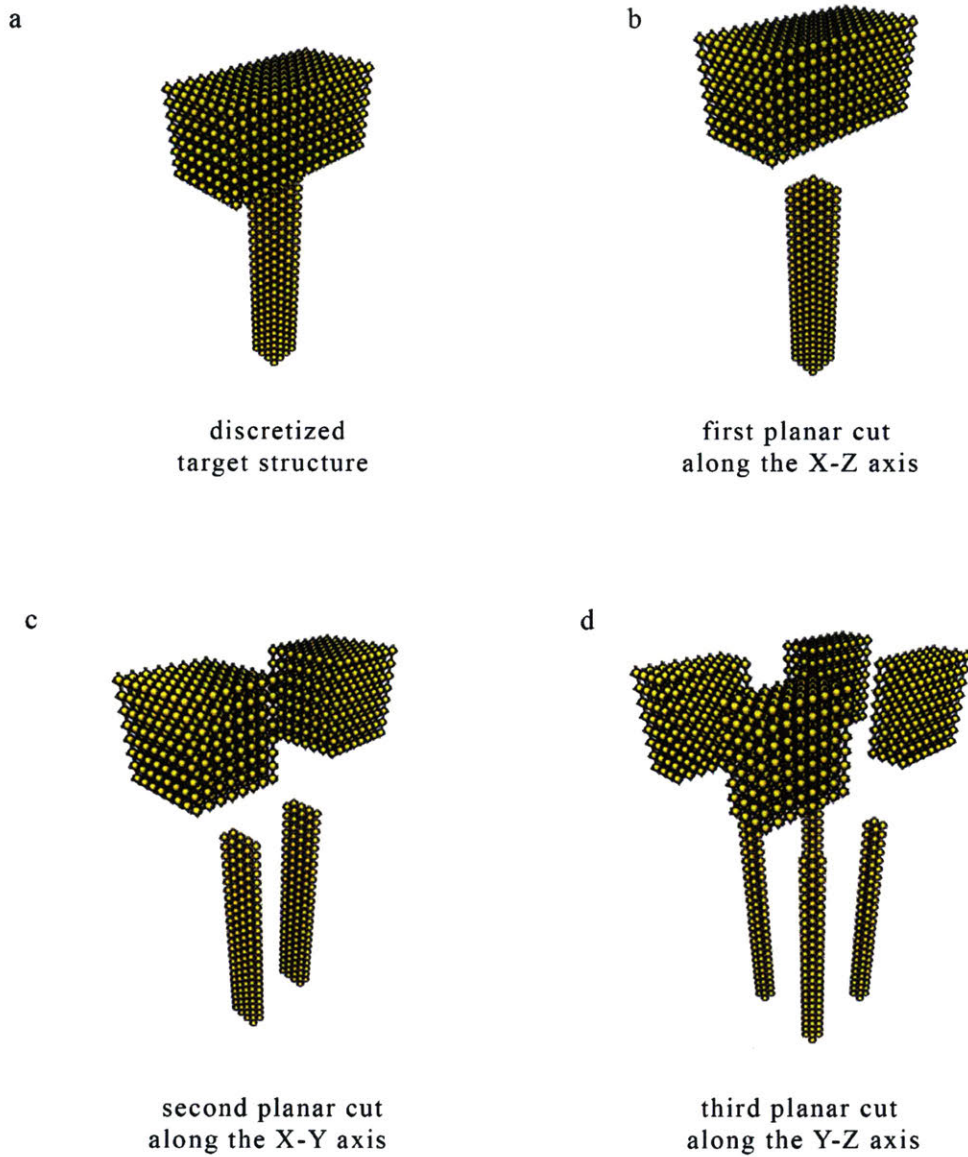 a
b
discretized
target structure
first planar cut
along the X-Z axis
c
d
second planar cut
along the X-Y axis
third planar cut
along the Y-Z axis